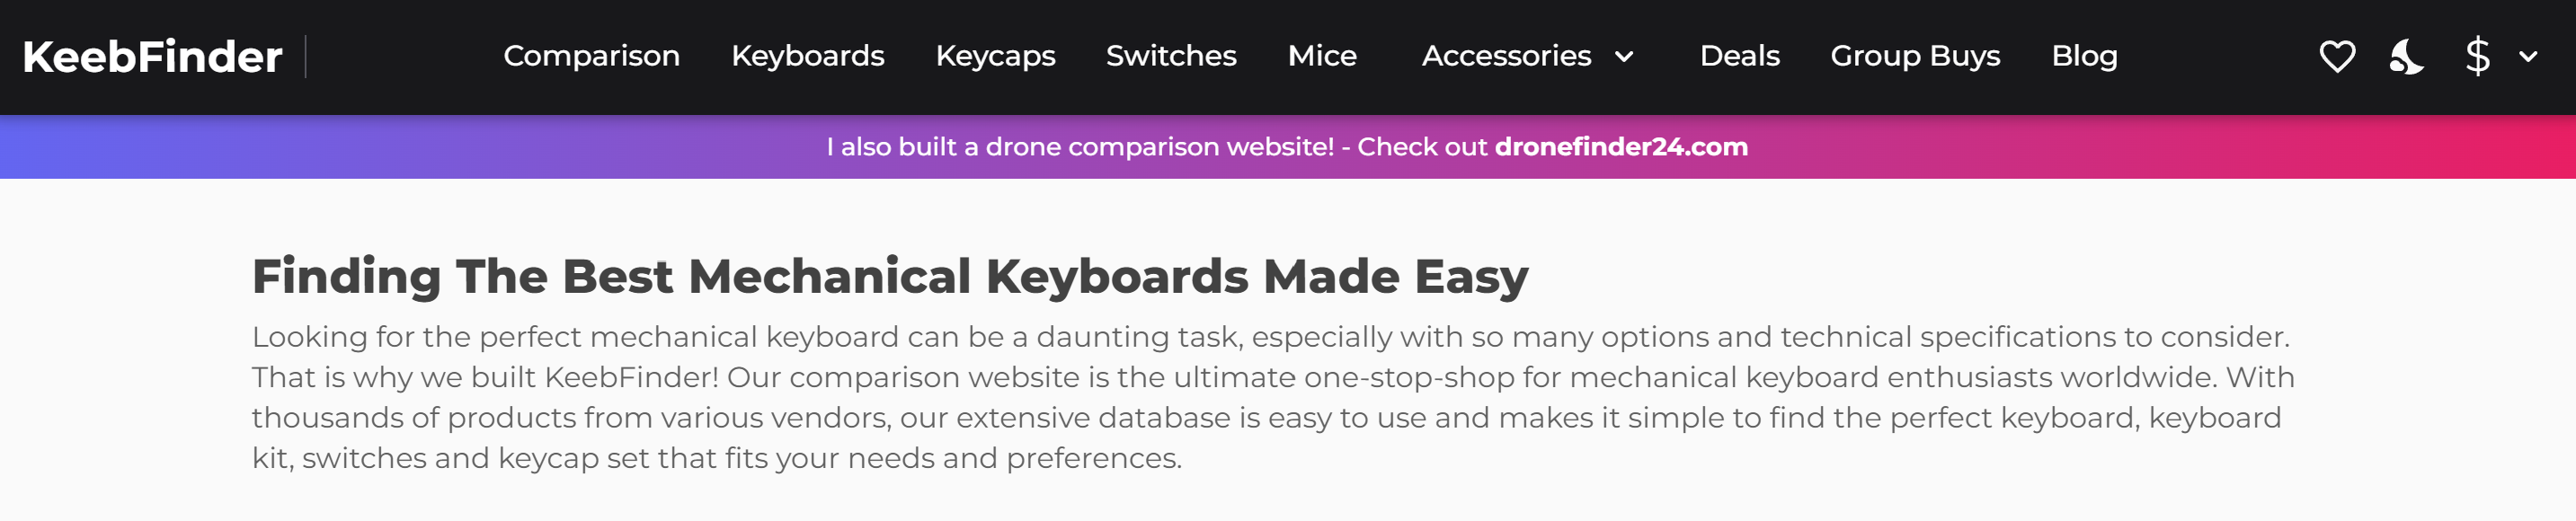 KeebFinder
Comparison Keyboards Keycaps Switches Mice Accessories Deals Group Buys Blog $
I also built a drone comparison website! - Check out dronefinder24.com
Finding The Best Mechanical Keyboards Made Easy
Looking for the perfect mechanical keyboard can be a daunting task, especially with so many options and technical specifications to consider.
That is why we built KeebFinder! Our comparison website is the ultimate one-stop-shop for mechanical keyboard enthusiasts worldwide. With
thousands of products from various vendors, our extensive database is easy to use and makes it simple to find the perfect keyboard, keyboard
kit, switches and keycap set that fits your needs and preferences.